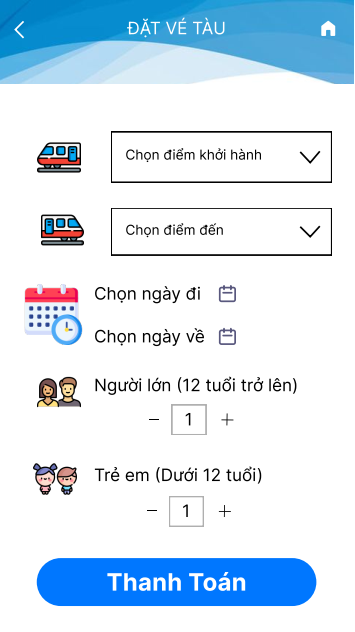 ĐẶT VÉ TÀU
Chọn điểm khởi hành
Chọn điểm đến
Chọn ngày đi
Chọn ngày về
Người lớn (12 tuổi trở lên)
− 1 +
Trẻ em (Dưới 12 tuổi)
− 1 +
Thanh Toán